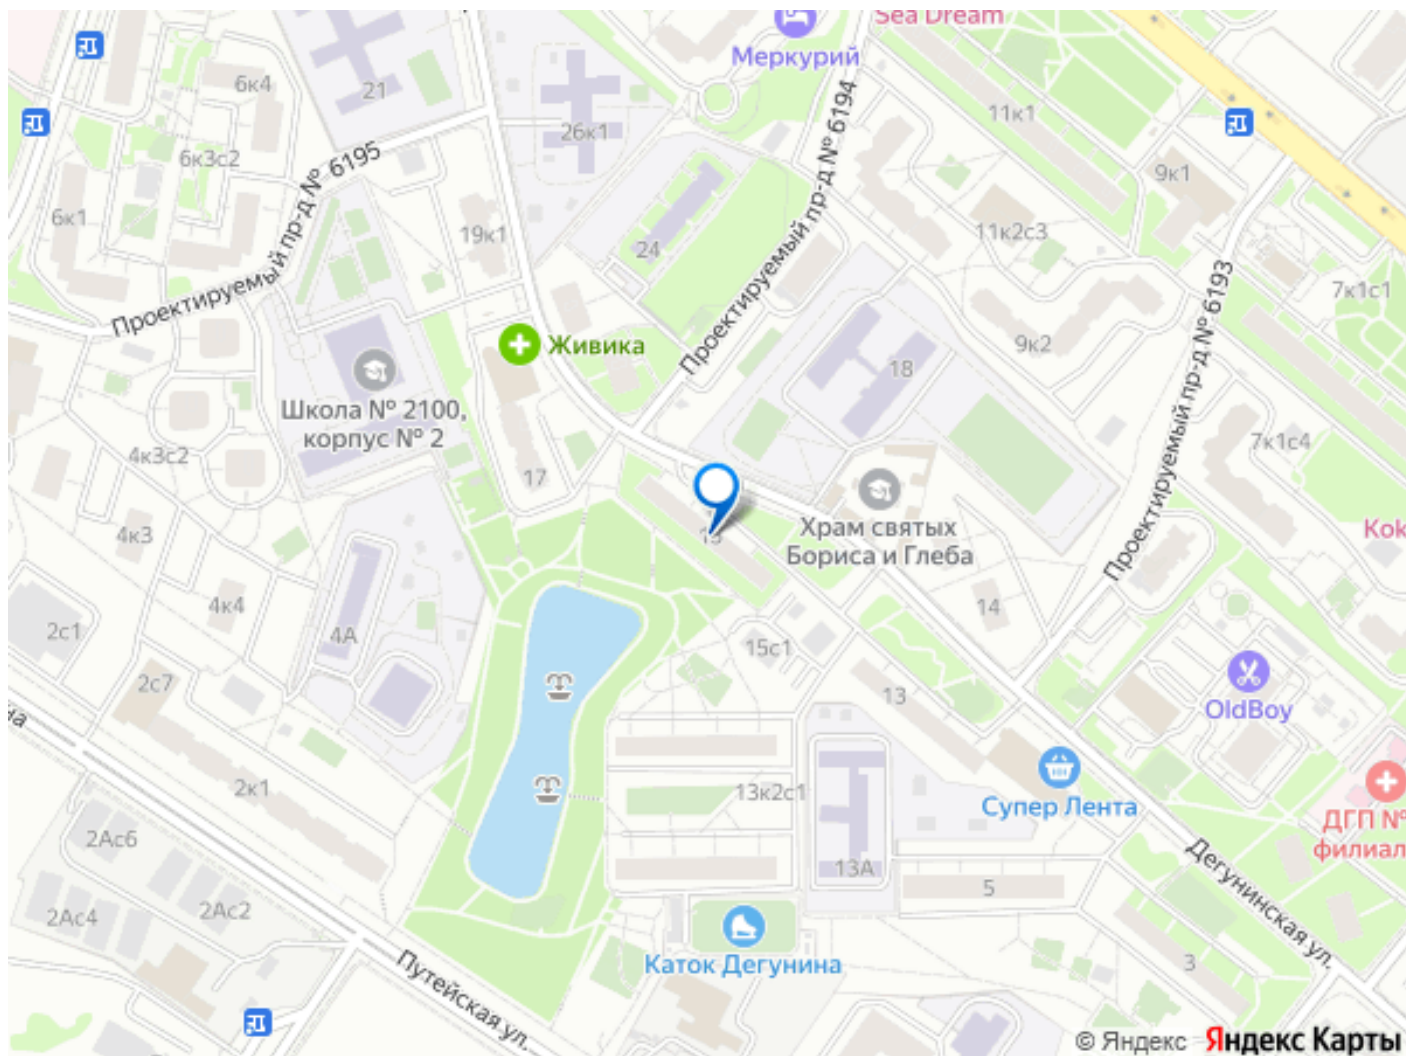 Sea Dream
Меркурий
6к4
21
11к1
26к1
6к3с2
Проектируемый пр-д № 6195
Проектируемый пр-д № 6194
9к1
6к1
19к1
24
11к2с3
7к1с1
Проектируемый пр-д № 6193
Живика
9к2
18
Школа № 2100,
корпус № 2
4к3с2
17
7к1с4
4к3
Храм святых
Бориса и Глеба
Kok
4к4
14
2с1
4А
15с1
2с7
13
OldBoy
на
2к1
13к2с1
Супер Лента
ДГП №
филиал
2Ас6
13А
5
Дегунинская ул.
2Ас4
2Ас2
Каток Дегунина
3
Путейская ул.
© Яндекс Яндекс Карты